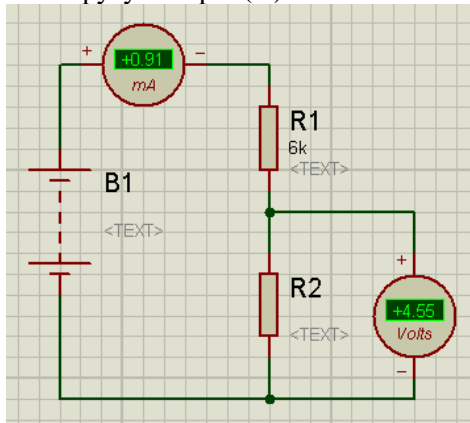 +
+0.91
-
mA
R1
6k
<TEXT>
B1
<TEXT>
+
R2
+4.55
<TEXT>
Volts
-